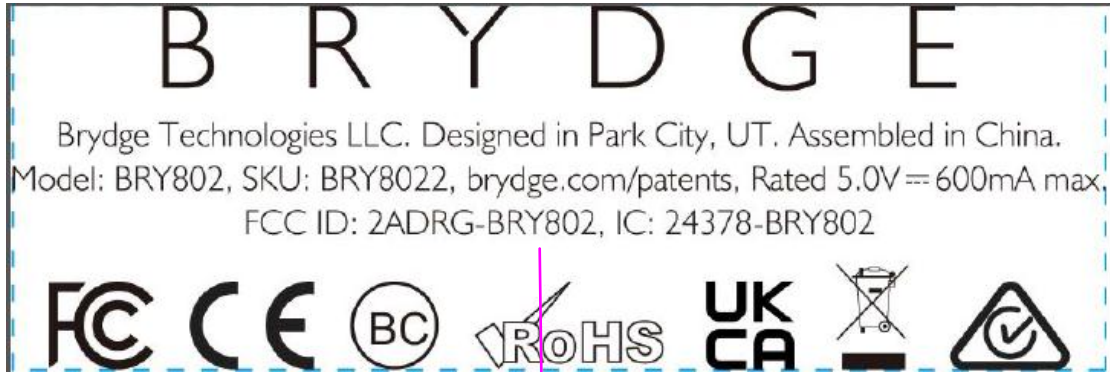 BRYDGE
Brydge Technologies LLC. Designed in Park City, UT. Assembled in China.
Model: BRY802, SKU: BRY8022, brydge.com/patents, Rated 5.0V⎓600mA max.
FCC ID: 2ADRG-BRY802, IC: 24378-BRY802
FC CE BC RoHS UK
CA